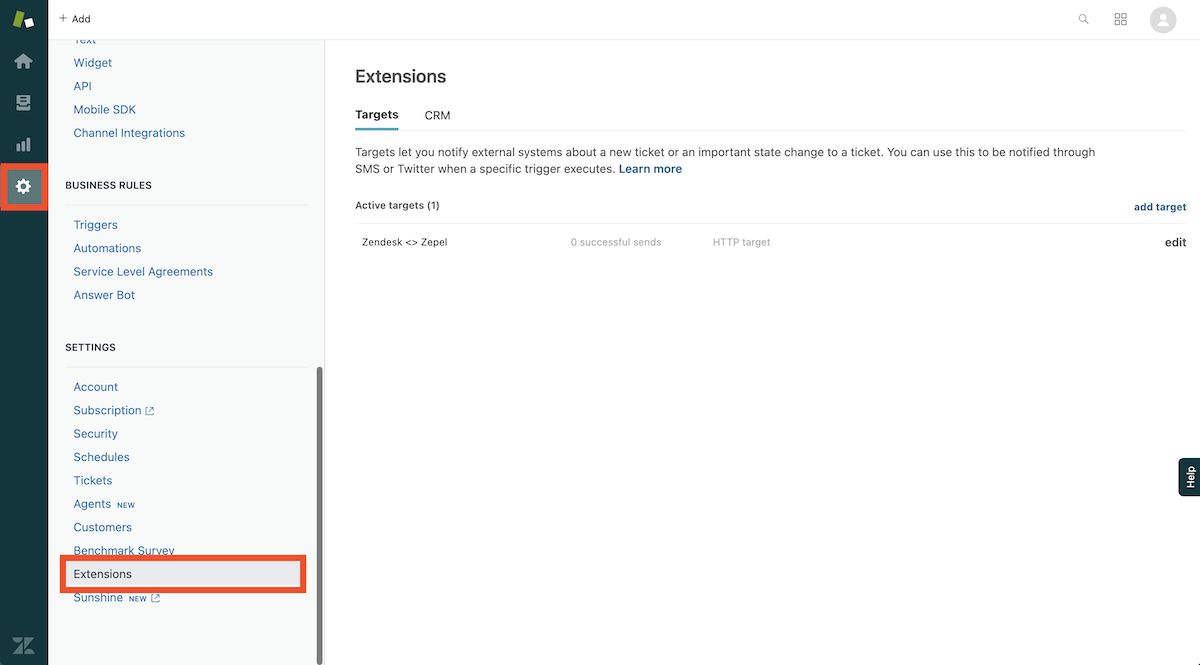 + Add
Text
Widget
API
Mobile SDK
Channel Integrations
BUSINESS RULES
Triggers
Automations
Service Level Agreements
Answer Bot
SETTINGS
Account
Subscription
Security
Schedules
Tickets
Agents NEW
Customers
Benchmark Survey
Extensions
Sunshine NEW
Extensions
Targets CRM
Targets let you notify external systems about a new ticket or an important state change to a ticket. You can use this to be notified through
SMS or Twitter when a specific trigger executes. Learn more
Active targets (1) add target
Zendesk <> Zepel 0 successful sends HTTP target edit
Help